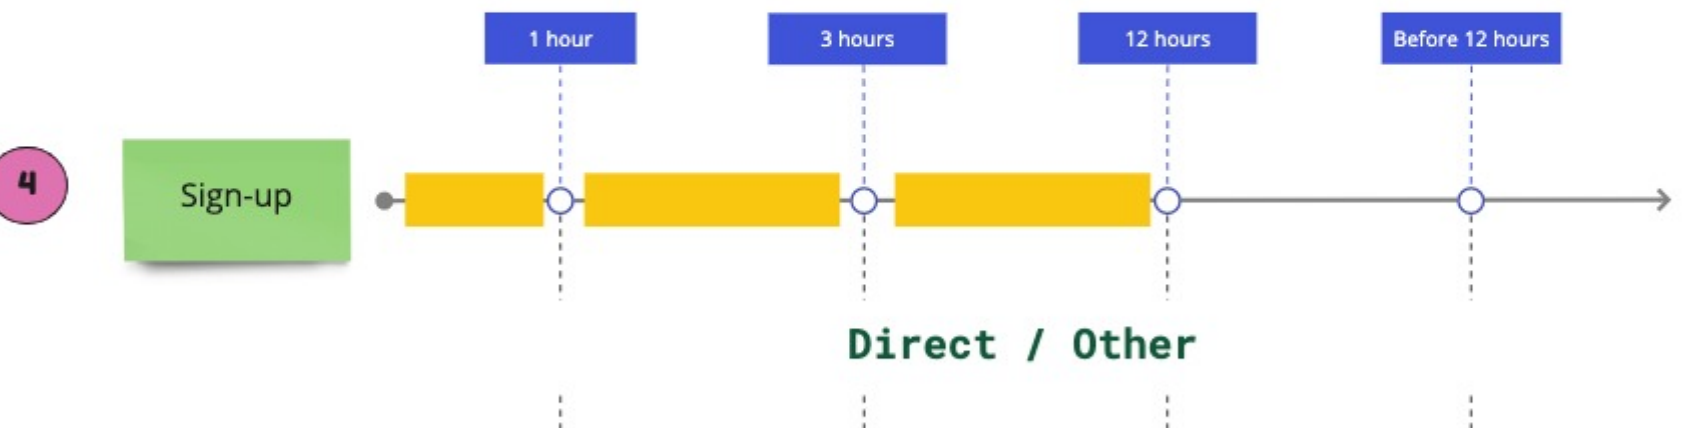 1 hour
3 hours
12 hours
Before 12 hours
4
Sign-up
Direct / Other